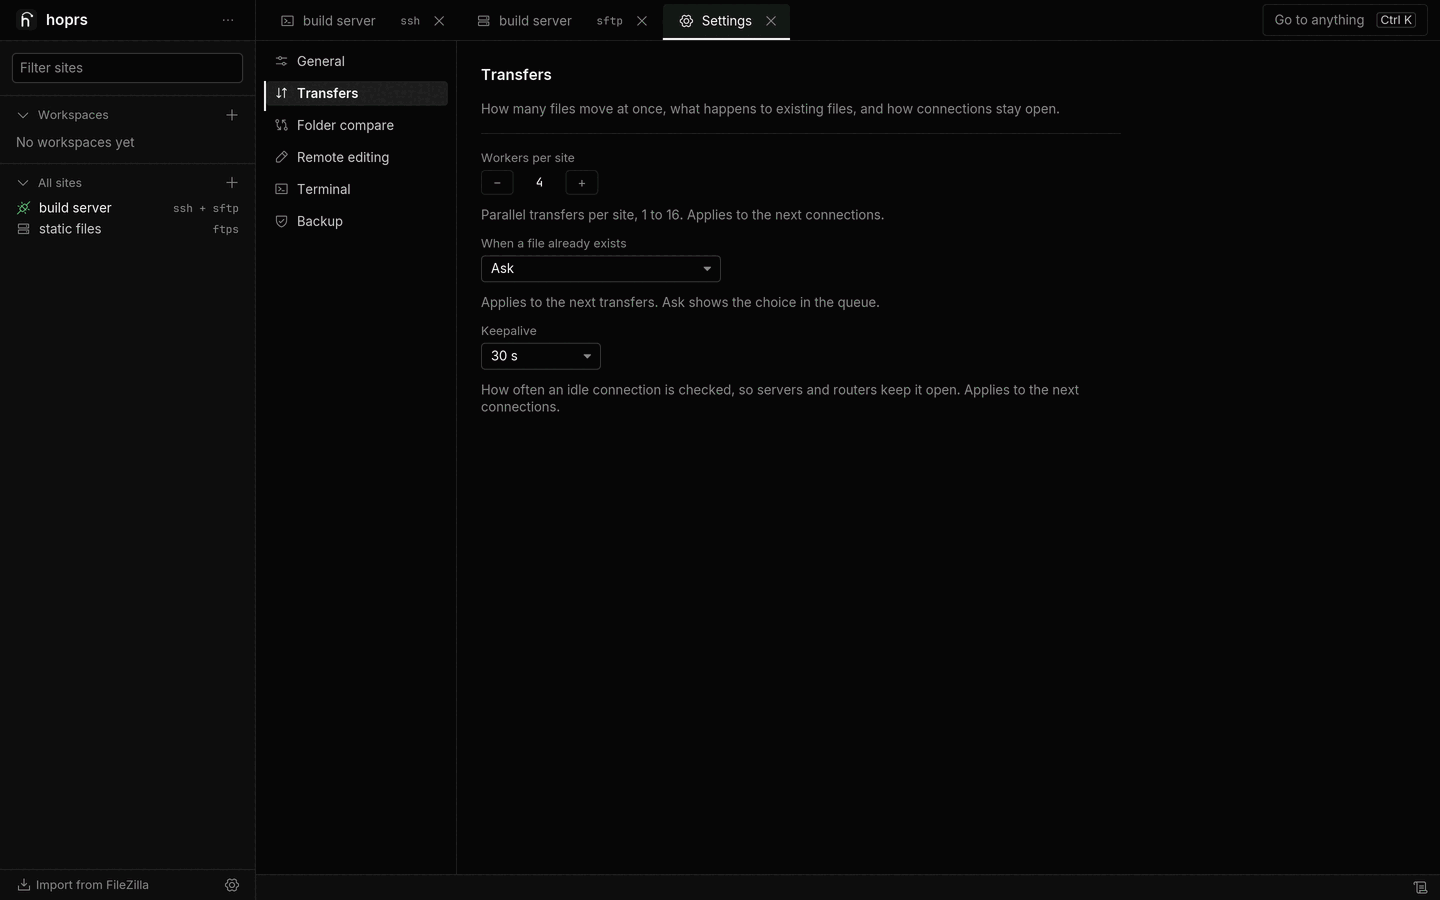 hoprs
build server ssh
build server sftp
Settings
Go to anything Ctrl K
Filter sites
Workspaces
No workspaces yet
All sites
build server ssh + sftp
static files ftps
Import from FileZilla
General
Transfers
Folder compare
Remote editing
Terminal
Backup
Transfers
How many files move at once, what happens to existing files, and how connections stay open.
Workers per site
− 4 +
Parallel transfers per site, 1 to 16. Applies to the next connections.
When a file already exists
Ask
Applies to the next transfers. Ask shows the choice in the queue.
Keepalive
30 s
How often an idle connection is checked, so servers and routers keep it open. Applies to the next
connections.